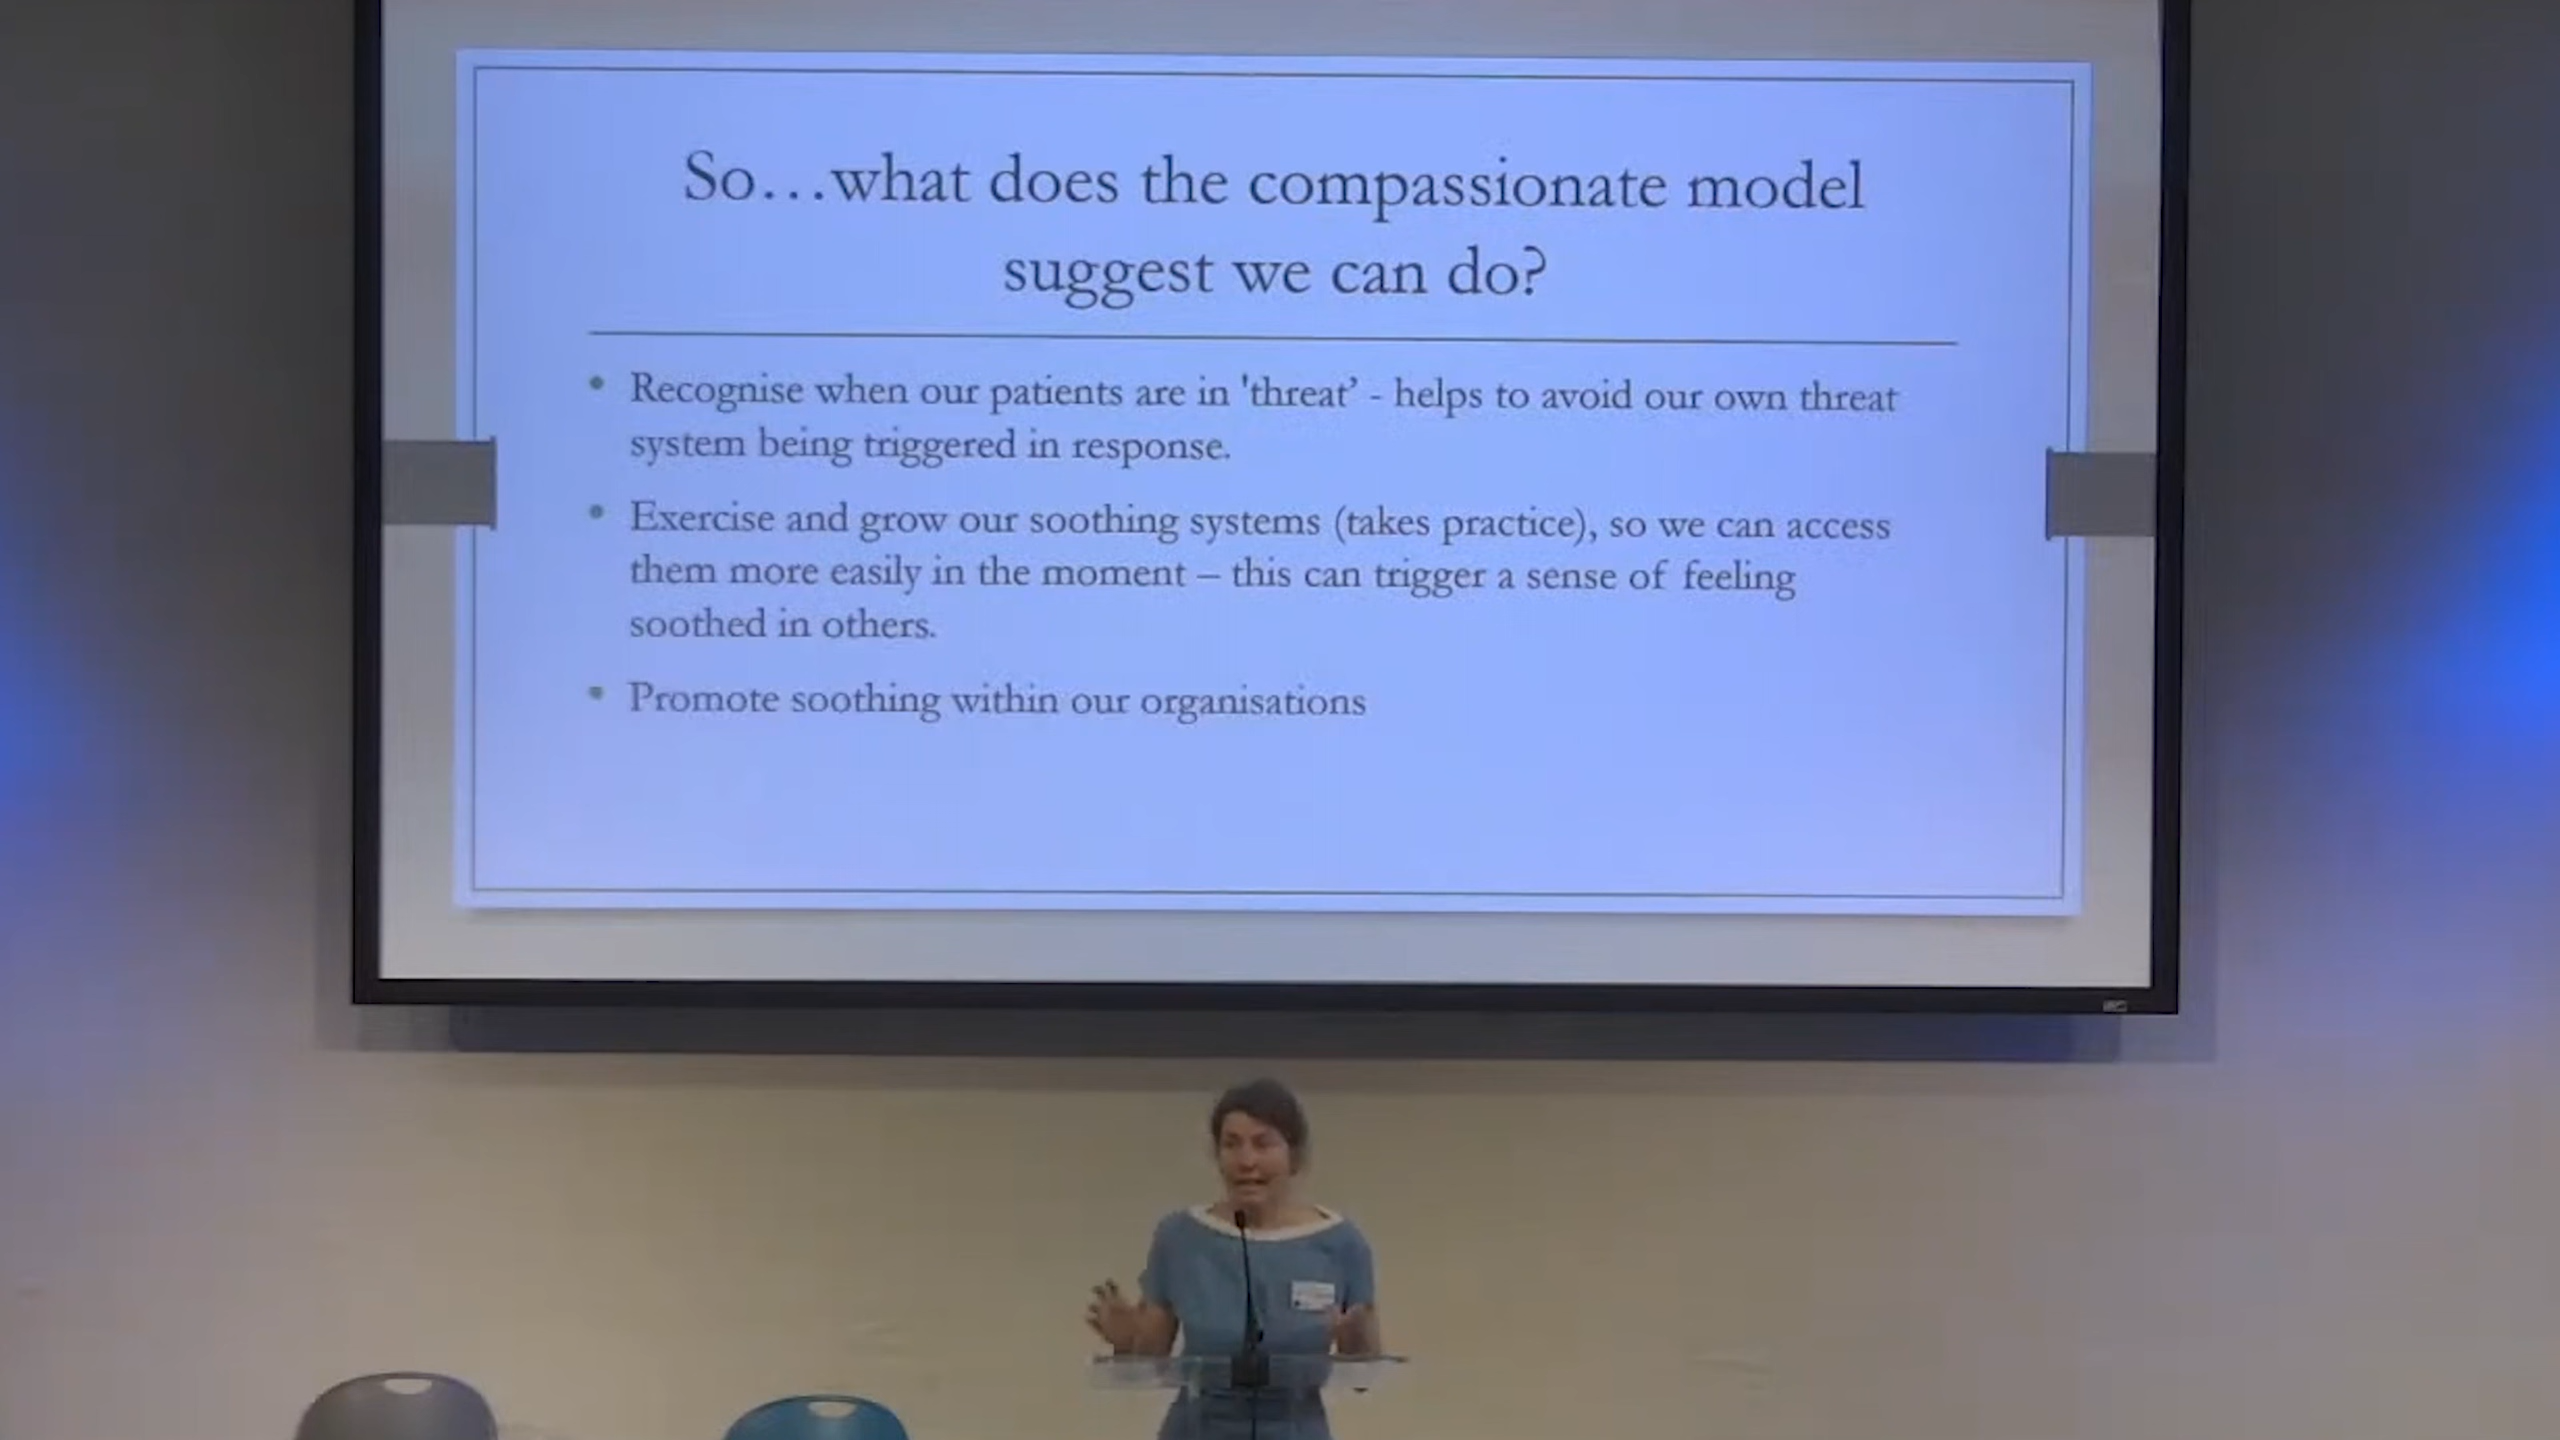 So…what does the compassionate model
suggest we can do?
• Recognise when our patients are in 'threat’ - helps to avoid our own threat
system being triggered in response.
• Exercise and grow our soothing systems (takes practice), so we can access
them more easily in the moment – this can trigger a sense of feeling
soothed in others.
• Promote soothing within our organisations